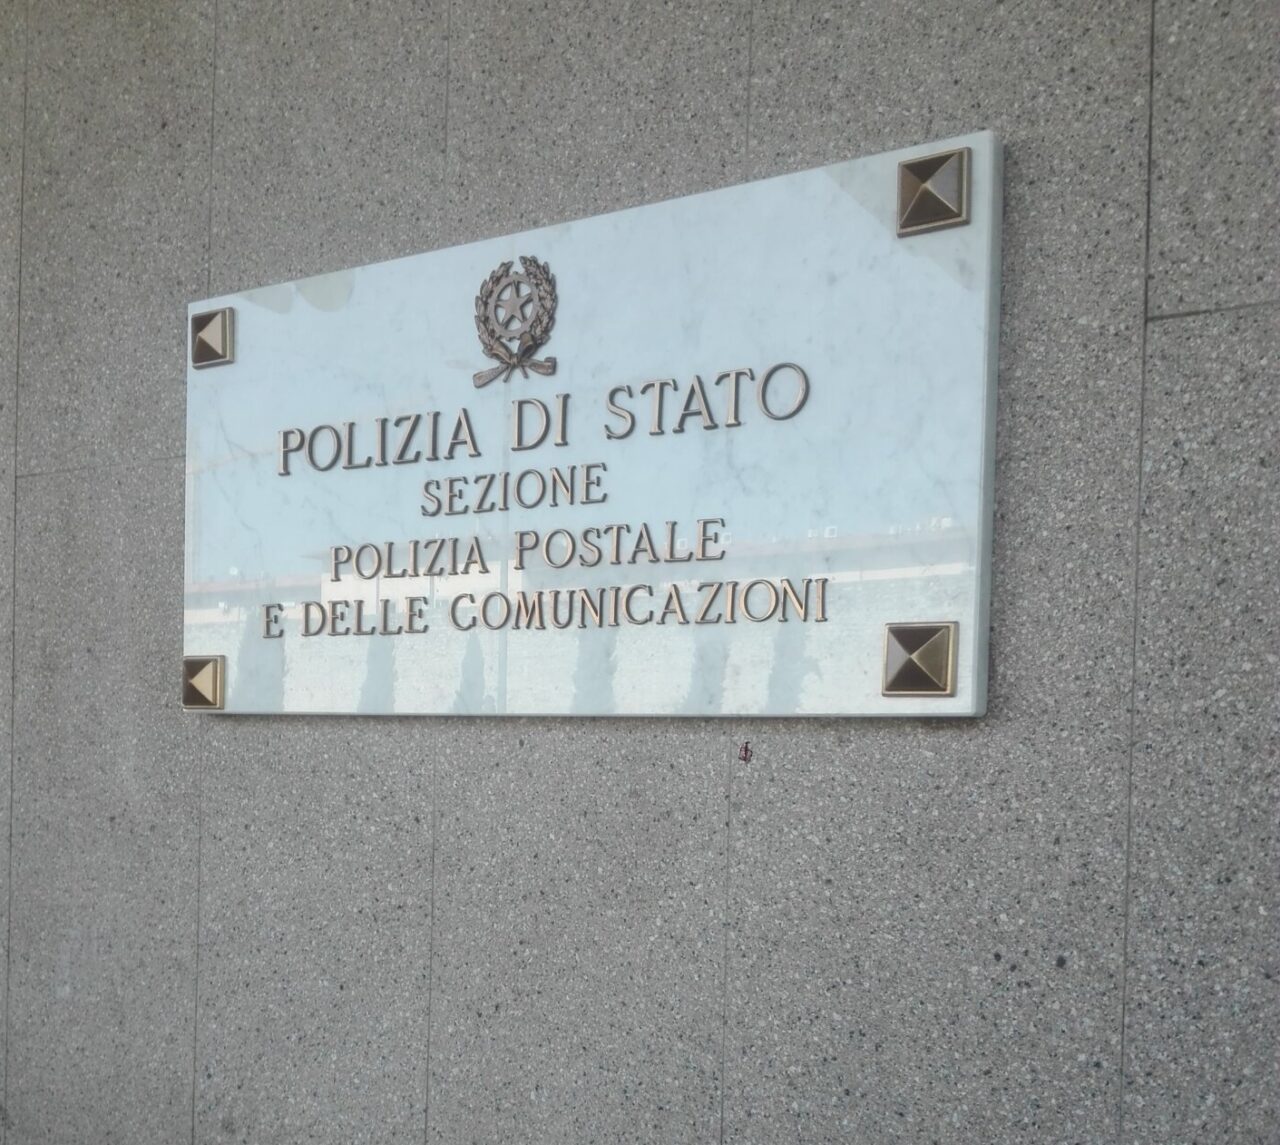 POLIZIA DI STATO
SEZIONE
POLIZIA POSTALE
E DELLE COMUNICAZIONI